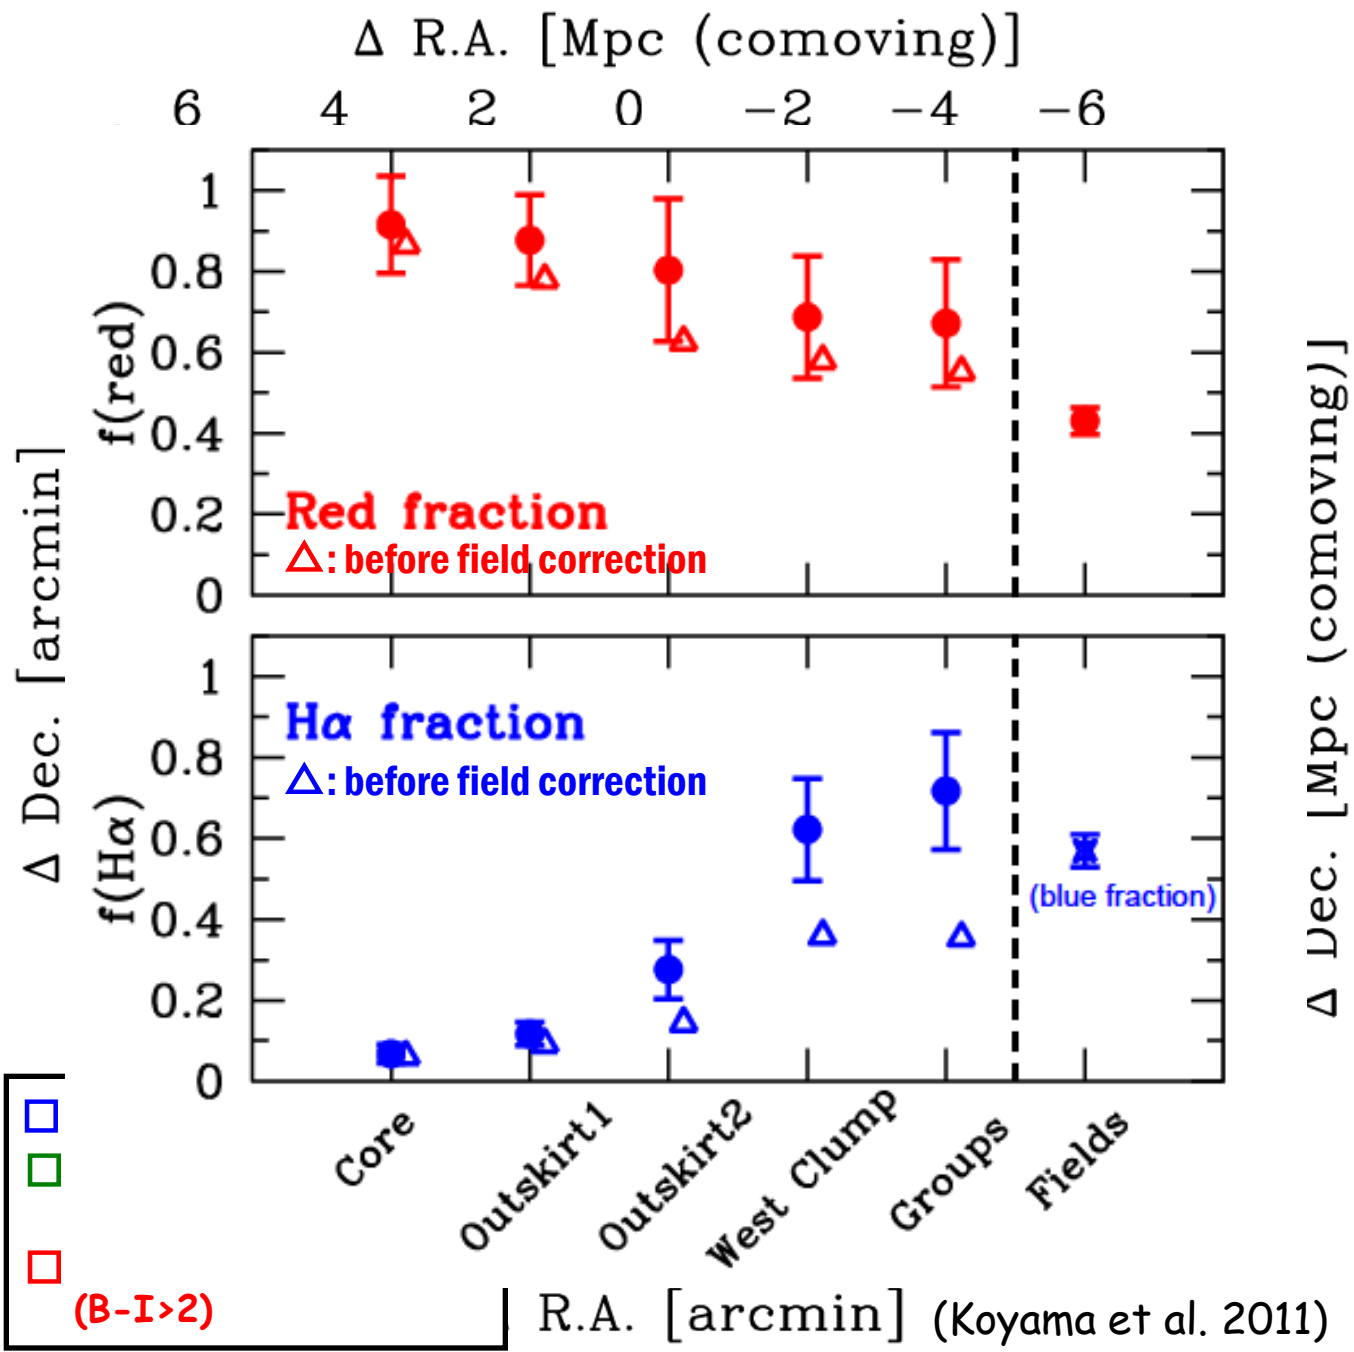 Δ R.A. [Mpc (comoving)]
6 4 2 0 −2 −4 −6
1
0.8
0.6
0.4
0.2
0
f(red)
Red fraction
△: before field correction
Δ Dec. [arcmin]
Δ Dec. [Mpc (comoving)]
1
0.8
0.6
0.4
0.2
0
f(Hα)
Hα fraction
△: before field correction
(blue fraction)
Core
Outskirt1
Outskirt2
West Clump
Groups
Fields
(B-I>2)
R.A. [arcmin]
(Koyama et al. 2011)